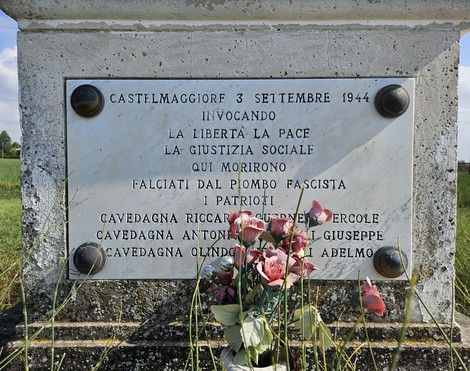 CASTELMAGGIORE 3 SETTEMBRE 1944
INVOCANDO
LA LIBERTÀ LA PACE
LA GIUSTIZIA SOCIALE
QUI MORIRONO
FALCIATI DAL PIOMBO FASCISTA
I PATRIOTI
CAVEDAGNA ERCOLE
CAVEDAGNA GIUSEPPE
CAVEDAGNA OLINDO ADELMO